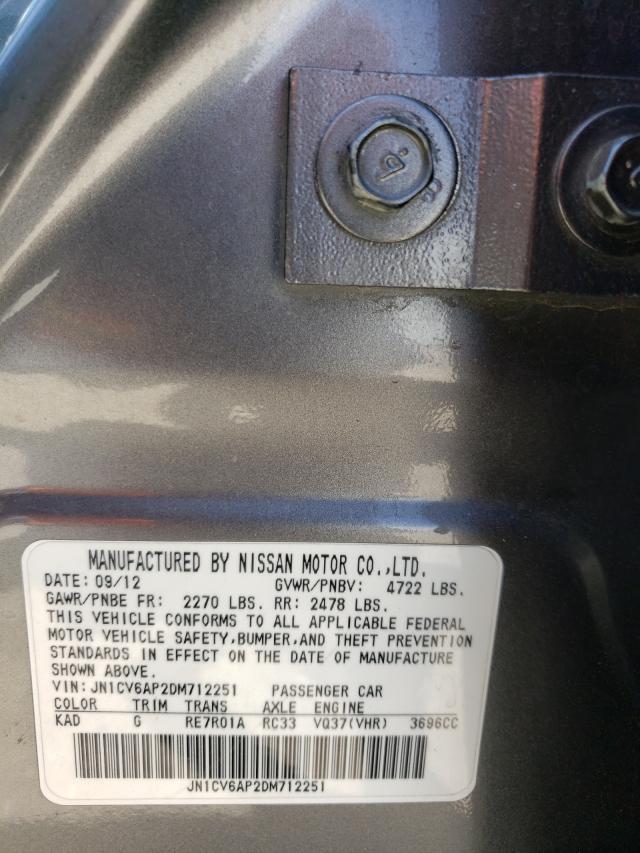 MANUFACTURED BY NISSAN MOTOR CO.,LTD.
DATE: 09/12 GVWR/PNBV: 4722 LBS.
GAWR/PNBE FR: 2270 LBS. RR: 2478 LBS.
THIS VEHICLE CONFORMS TO ALL APPLICABLE FEDERAL
MOTOR VEHICLE SAFETY,BUMPER,AND THEFT PREVENTION
STANDARDS IN EFFECT ON THE DATE OF MANUFACTURE
SHOWN ABOVE.
VIN: JN1CV6AP2DM712251 PASSENGER CAR
COLOR TRIM TRANS AXLE ENGINE
KAD G RE7R01A RC33 VQ37(VHR) 3696CC
JN1CV6AP2DM712251